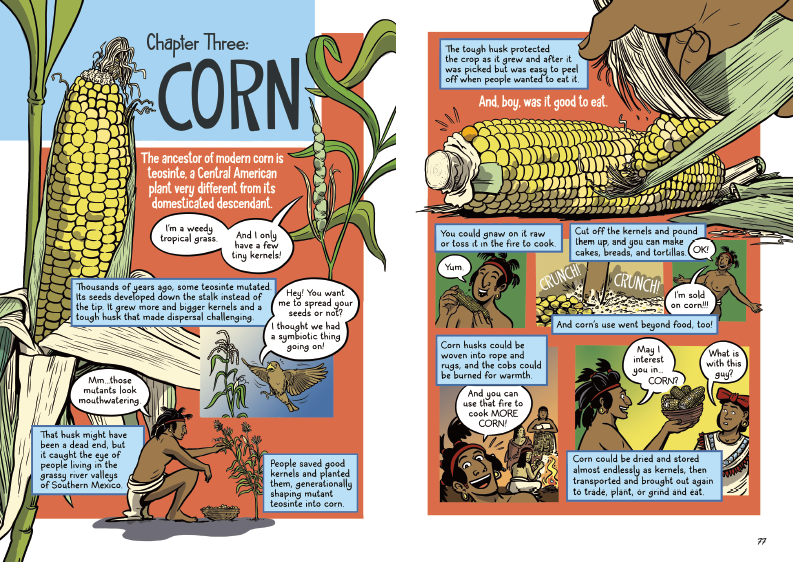 Chapter Three:
CORN
The ancestor of modern corn is
teosinte, a Central American
plant very different from its
domesticated descendant.
I'm a weedy
tropical grass.
And I only
have a few
tiny kernels!
Thousands of years ago, some teosinte mutated.
Its seeds developed down the stalk instead of
the tip. It grew more and bigger kernels and a
tough husk that made dispersal challenging.
Hey! You want
me to spread your
seeds or not?
I thought we had
a symbiotic thing
going on!
Mm...those
mutants look
mouthwatering.
That husk might have
been a dead end, but
it caught the eye of
people living in the
grassy river valleys
of Southern Mexico.
People saved good
kernels and planted
them, generationally
shaping mutant
teosinte into corn.
The tough husk protected
the crop as it grew and after it
was picked but was easy to peel
off when people wanted to eat it.
And, boy, was it good to eat.
You could gnaw on it raw
or toss it in the fire to cook.
Yum.
Cut off the kernels and pound
them up, and you can make
cakes, breads, and tortillas.
CRUNCH!
CRUNCH!
OK!
I'm sold
on corn!!!
And corn's use went beyond food, too!
Corn husks could be
woven into rope and
rugs, and the cobs could
be burned for warmth.
And you can
use that fire to
cook MORE
CORN!
May I
interest
you in...
CORN?
What is
with this
guy?
Corn could be dried and stored
almost endlessly as kernels, then
transported and brought out again
to trade, plant, or grind and eat.
77